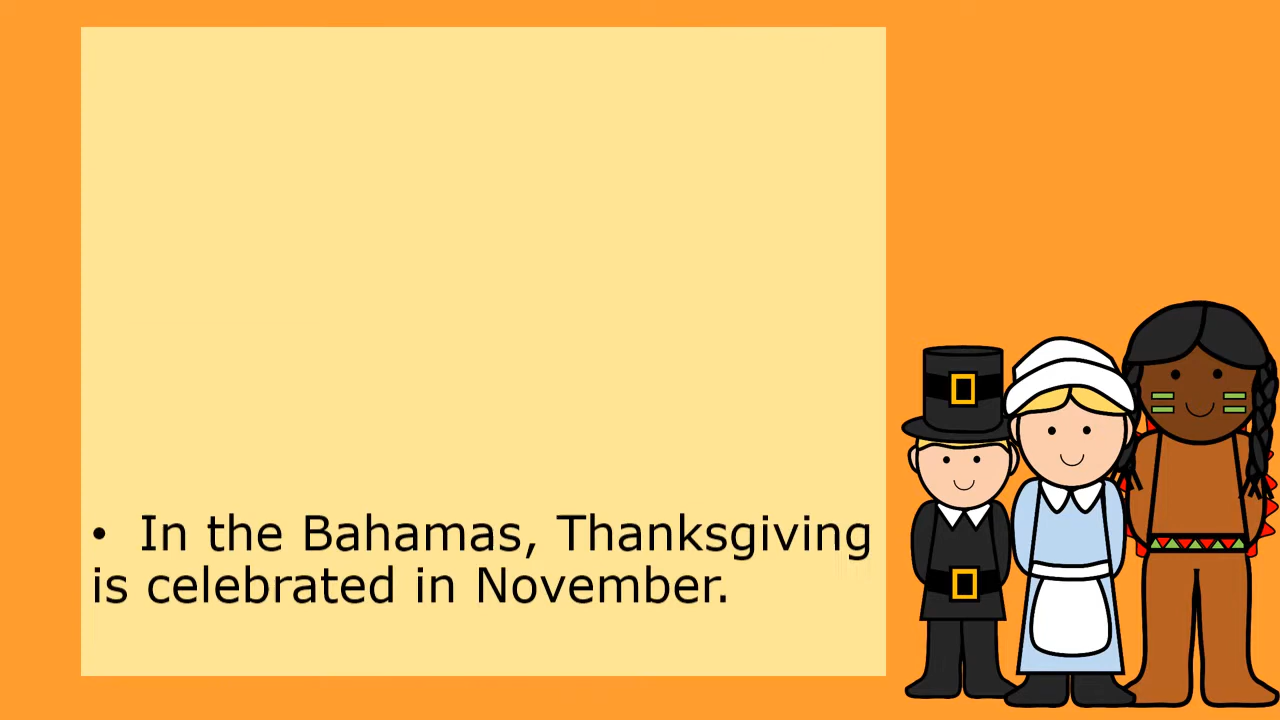 • In the Bahamas, Thanksgiving
is celebrated in November.